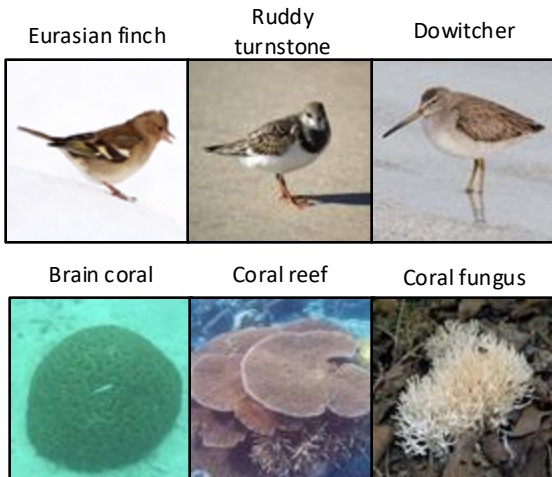 Eurasian finch
Ruddy
turnstone
Dowitcher
Brain coral
Coral reef
Coral fungus